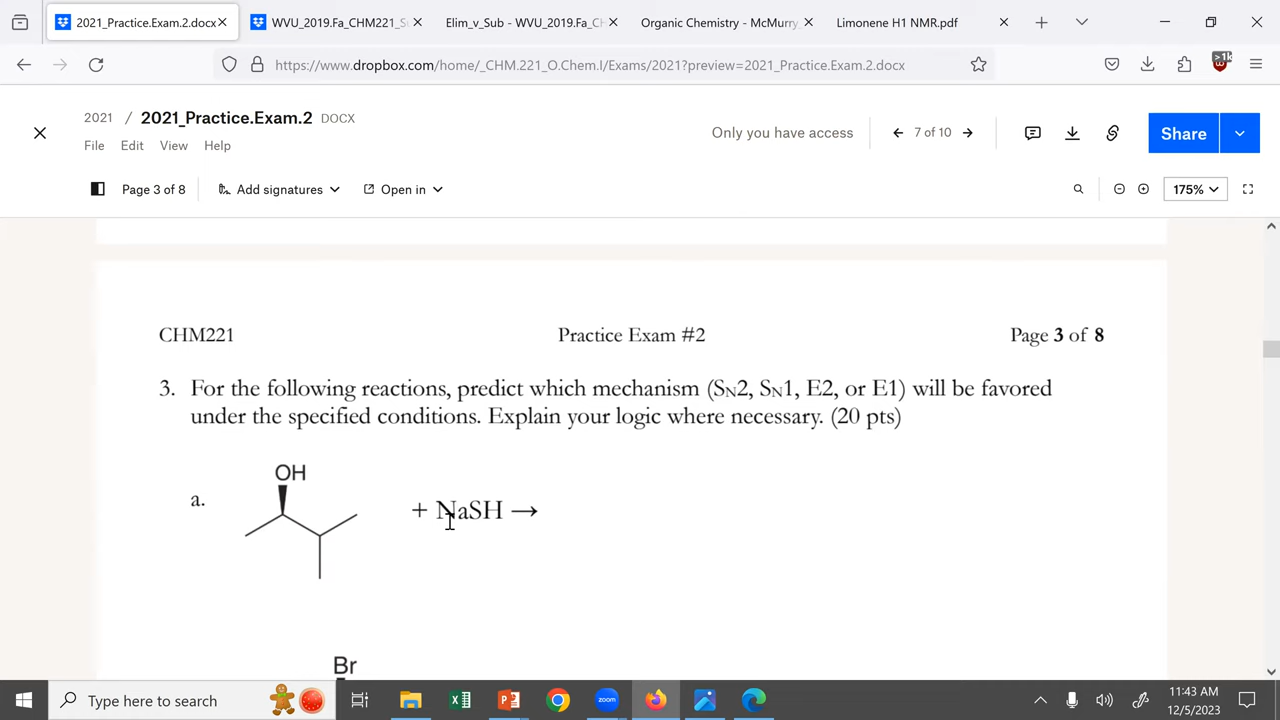 2021_Practice.Exam.2.docx
WVU_2019.Fa_CHM221_S
Elim_v_Sub - WVU_2019.Fa_CH
Organic Chemistry - McMurry,
Limonene H1 NMR.pdf
https://www.dropbox.com/home/_CHM.221_O.Chem.I/Exams/2021?preview=2021_Practice.Exam.2.docx
>1k
2021 / 2021_Practice.Exam.2 DOCX
File Edit View Help
Only you have access
7 of 10
Share
Page 3 of 8
Add signatures
Open in
175%
CHM221
Practice Exam #2
Page 3 of 8
3. For the following reactions, predict which mechanism (SN2, SN1, E2, or E1) will be favored
under the specified conditions. Explain your logic where necessary. (20 pts)
OH
a.
+ NaSH →
Br
Type here to search
zoom
11:43 AM
12/5/2023